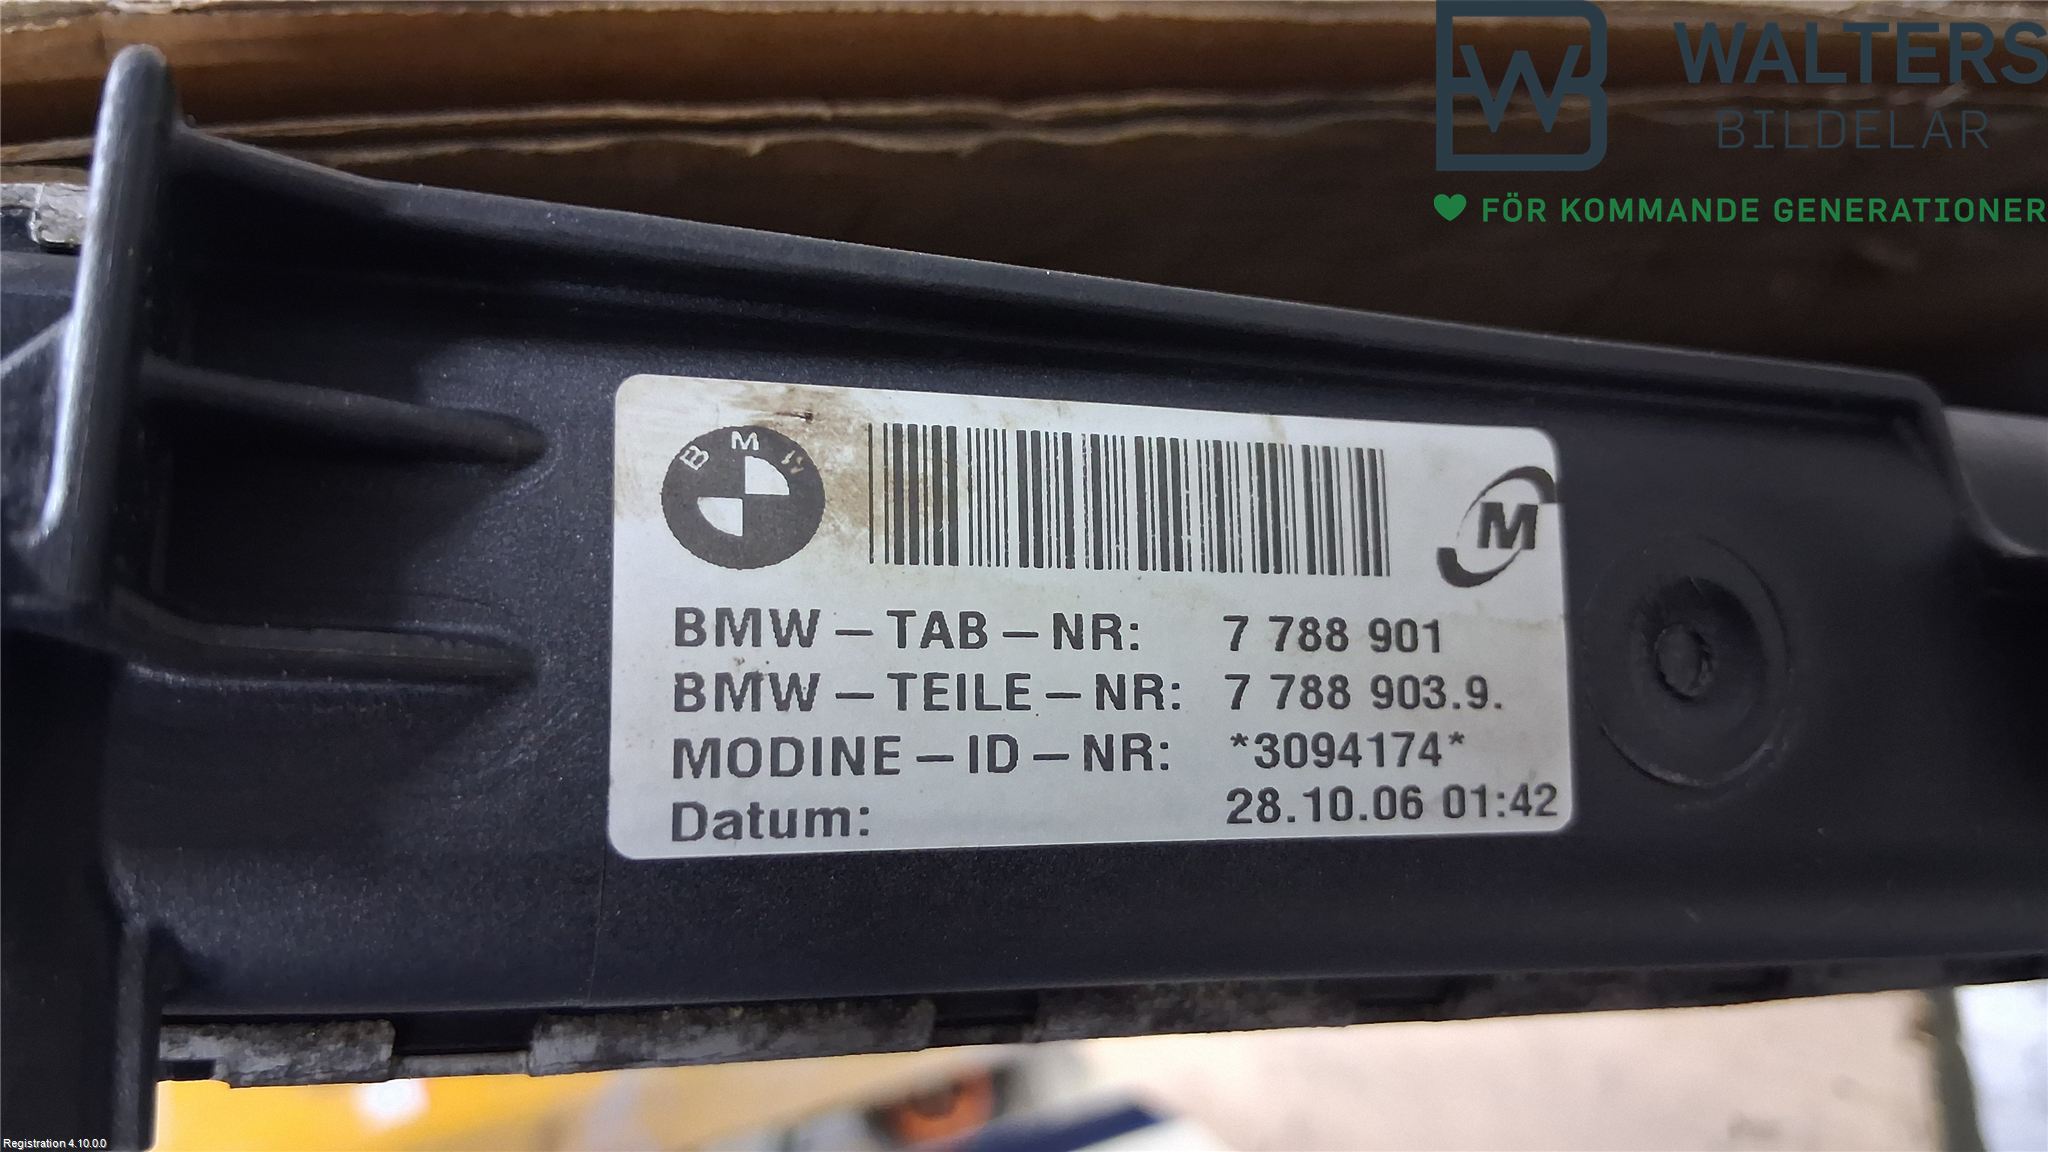 WALTERS
BILDELAR
FÖR KOMMANDE GENERATIONER
BMW
M
BMW – TAB – NR: 7 788 901
BMW – TEILE – NR: 7 788 903.9.
MODINE – ID – NR: *3094174*
Datum: 28.10.06 01:42
Registration 4.10.0.0